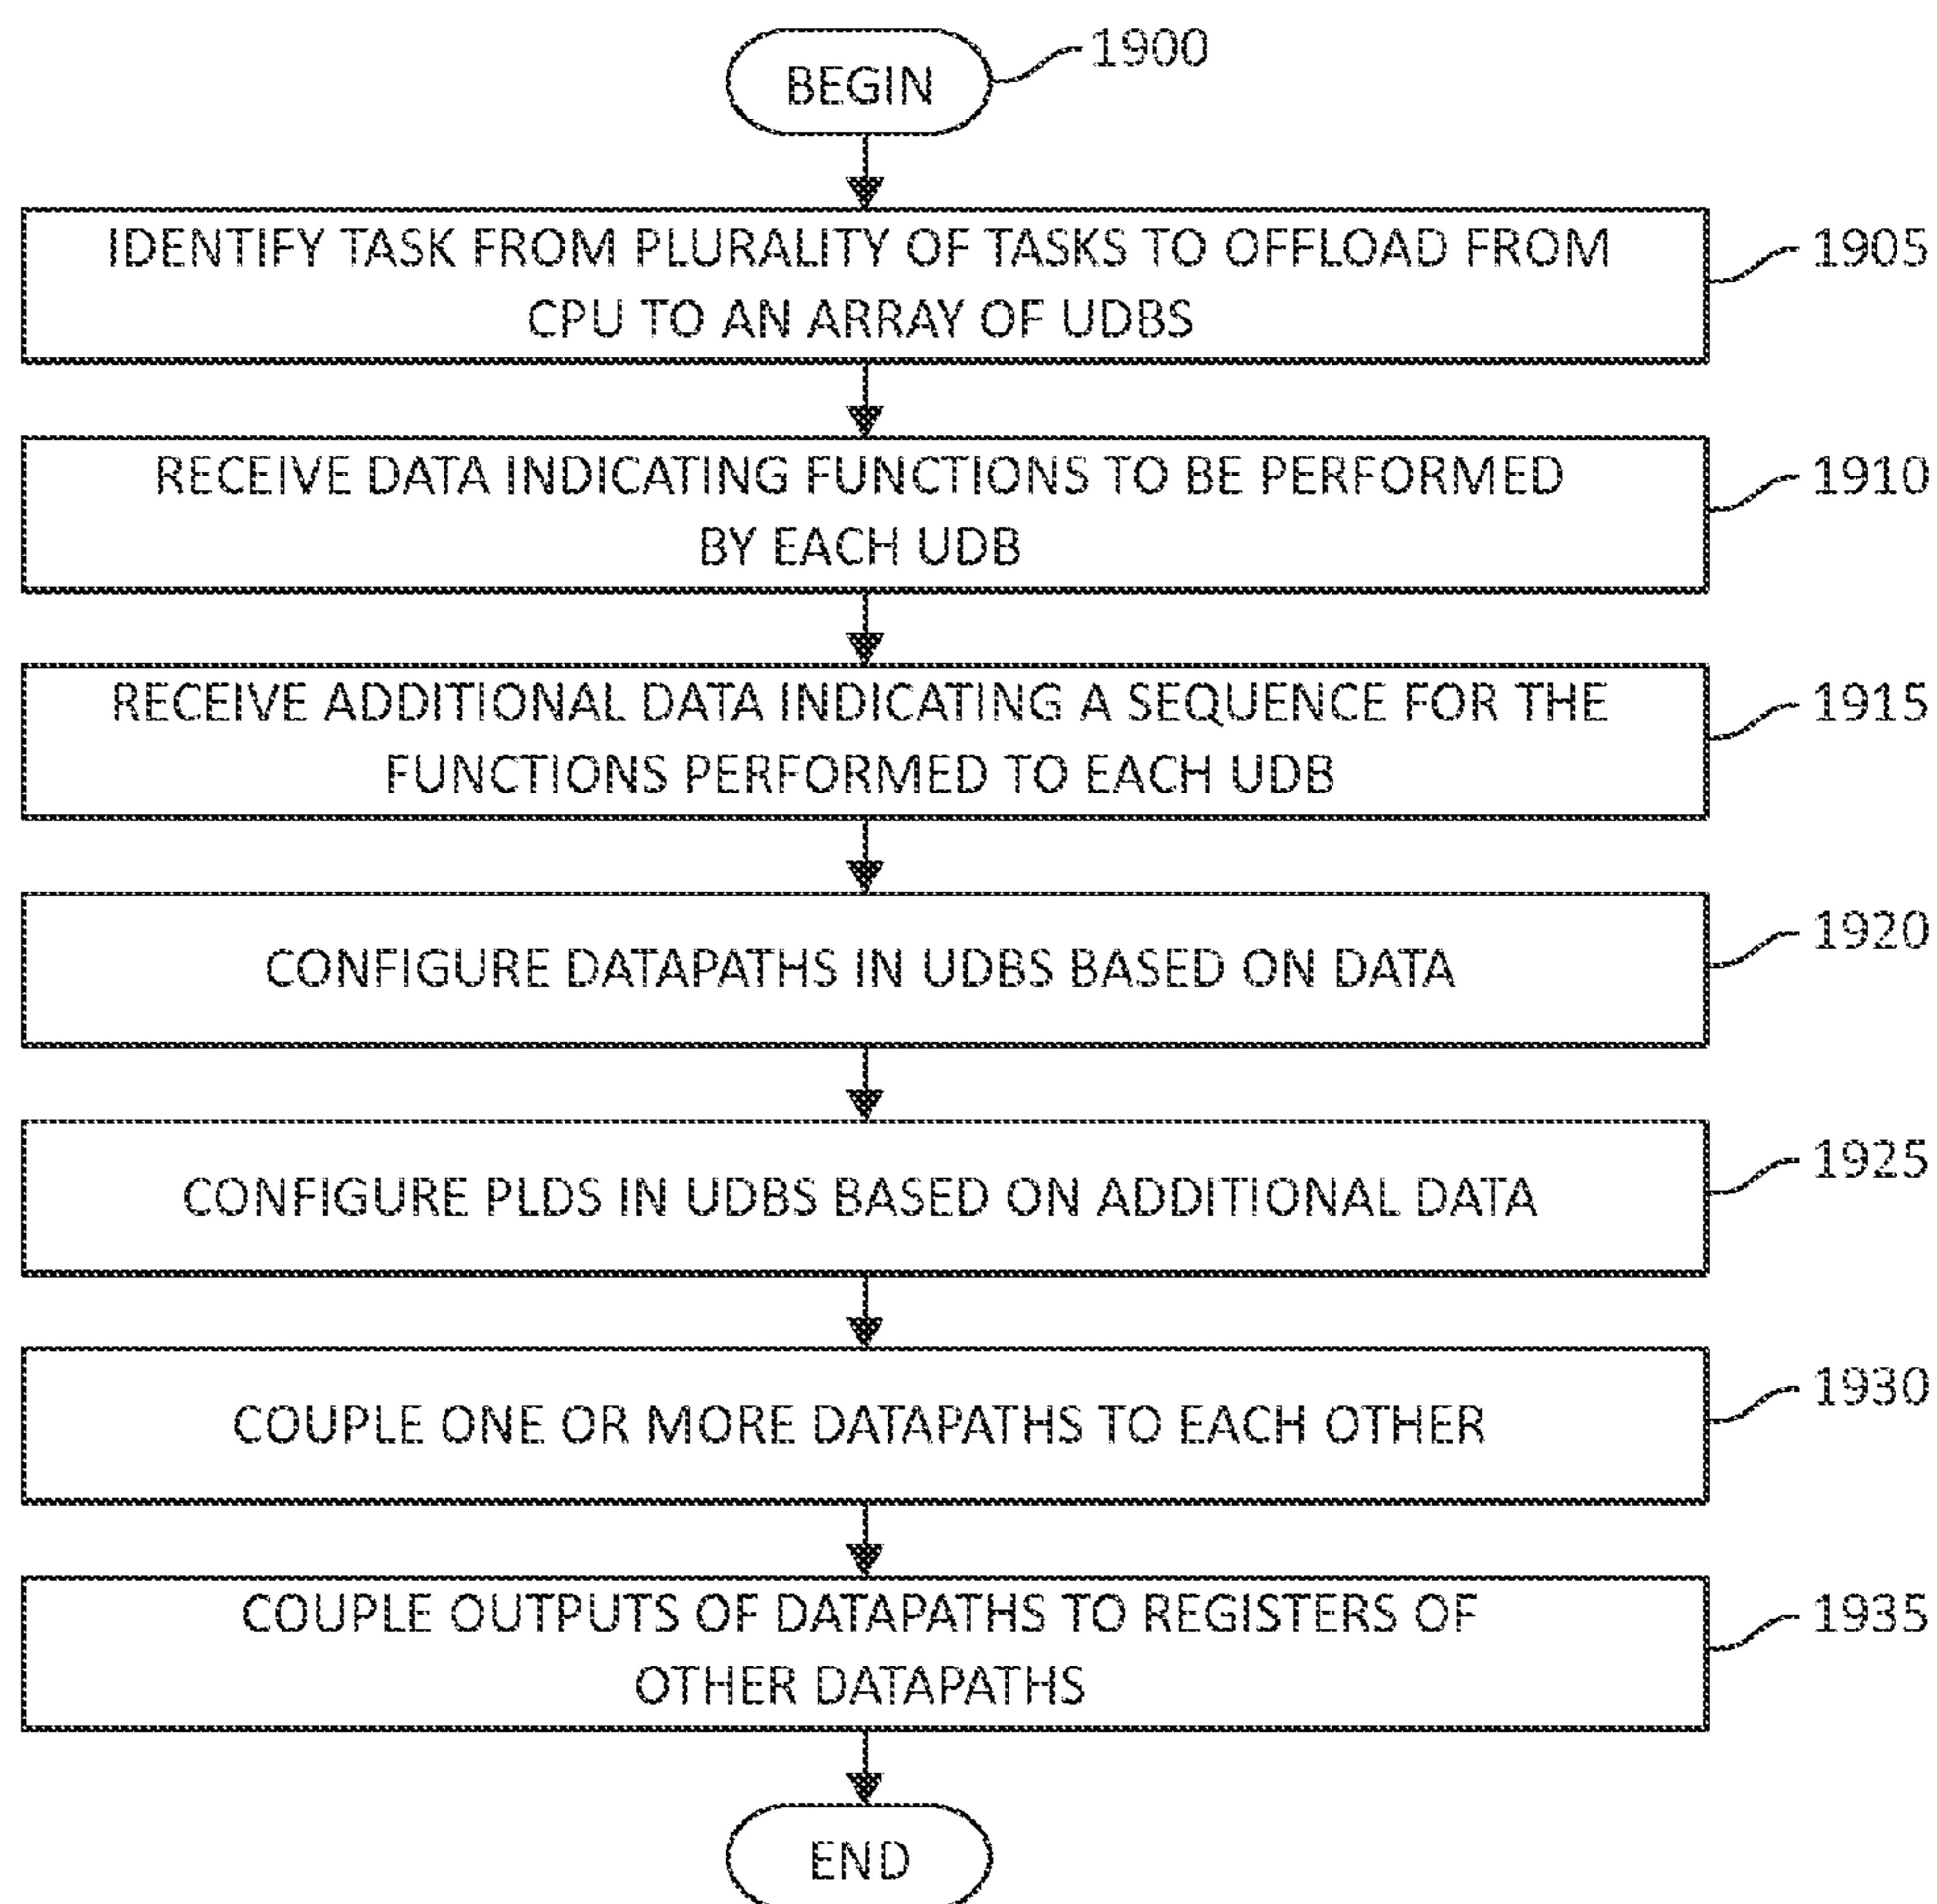 BEGIN
1900
IDENTIFY TASK FROM PLURALITY OF TASKS TO OFFLOAD FROM
CPU TO AN ARRAY OF UDBS
1905
RECEIVE DATA INDICATING FUNCTIONS TO BE PERFORMED
BY EACH UDB
1910
RECEIVE ADDITIONAL DATA INDICATING A SEQUENCE FOR THE
FUNCTIONS PERFORMED TO EACH UDB
1915
CONFIGURE DATAPATHS IN UDBS BASED ON DATA
1920
CONFIGURE PLDS IN UDBS BASED ON ADDITIONAL DATA
1925
COUPLE ONE OR MORE DATAPATHS TO EACH OTHER
1930
COUPLE OUTPUTS OF DATAPATHS TO REGISTERS OF
OTHER DATAPATHS
1935
END